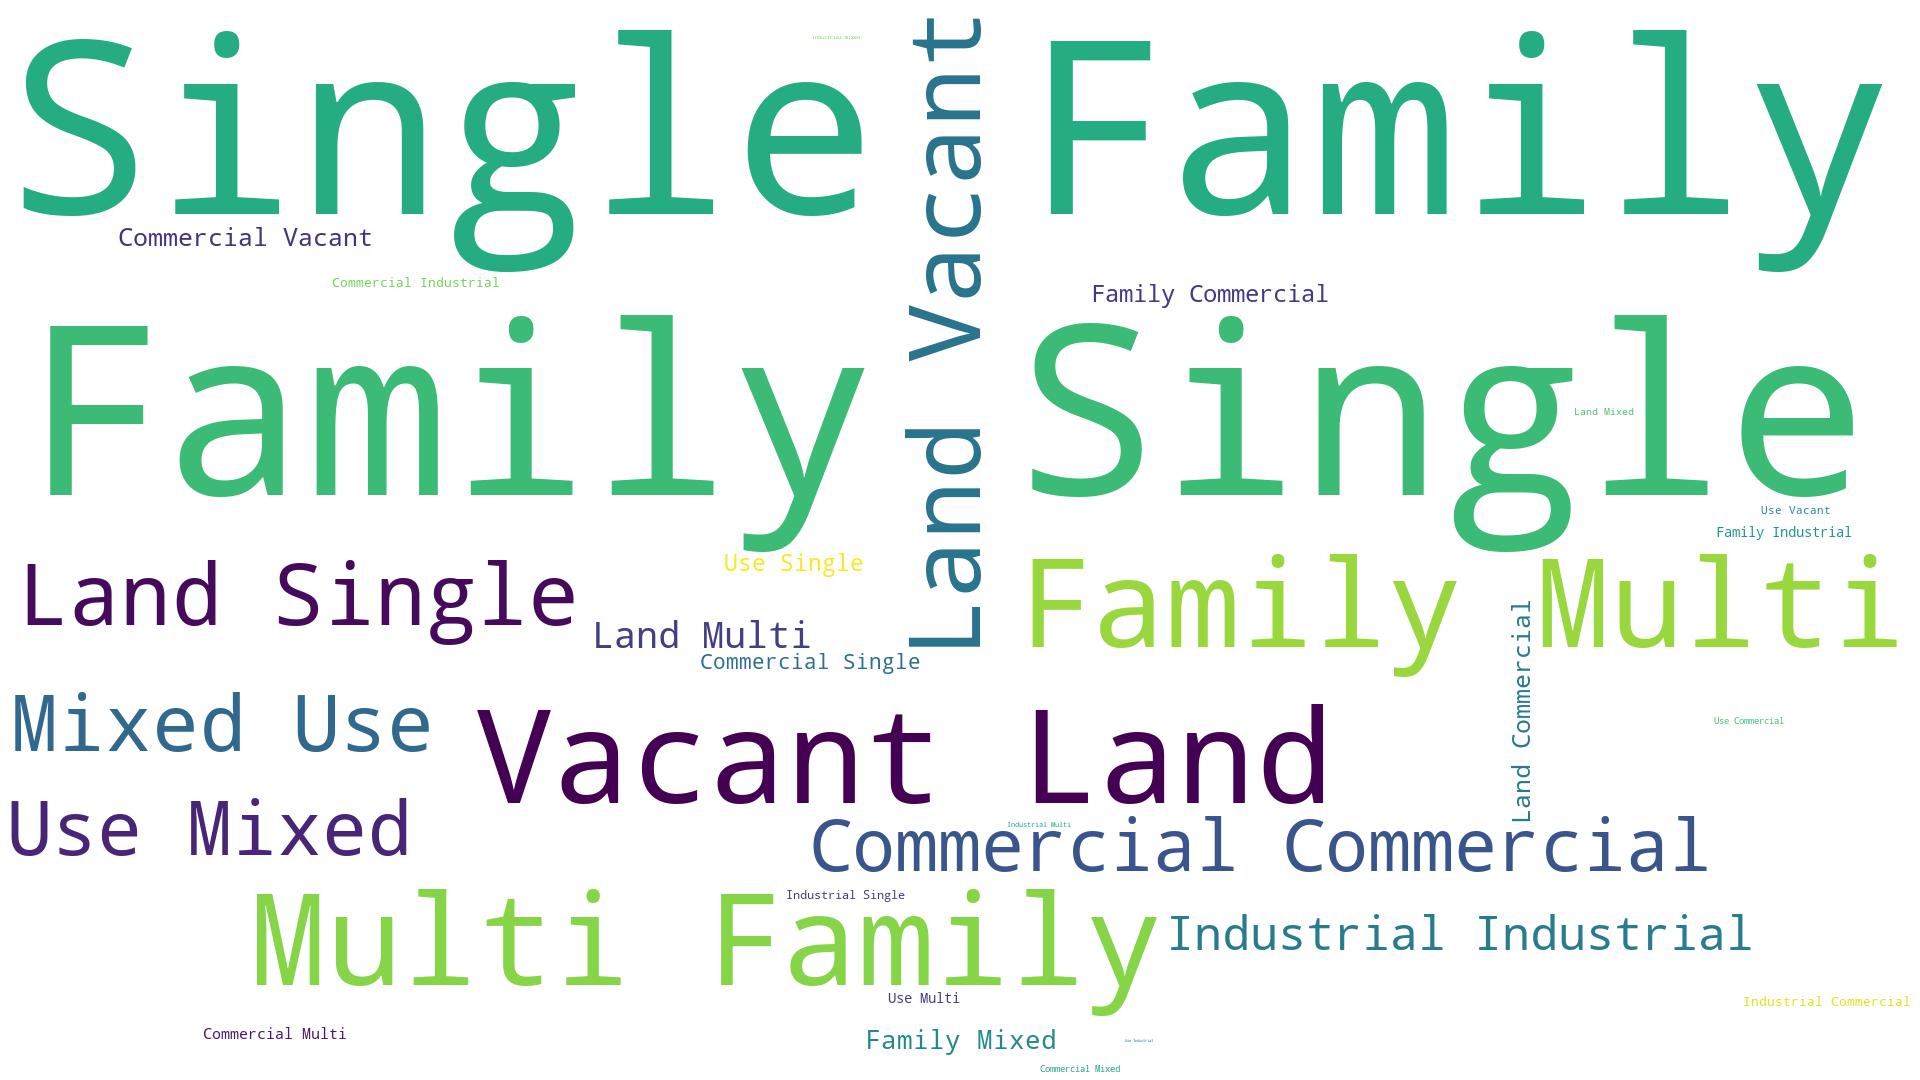 Single Family
Industrial Mixed
Land Vacant
Commercial Vacant
Commercial Industrial
Family Commercial
Family Single
Land Mixed
Use Vacant
Family Industrial
Use Single
Land Single
Family Multi
Land Multi
Commercial Single
Land Commercial
Mixed Use
Vacant Land
Use Commercial
Use Mixed
Industrial Multi
Commercial Commercial
Industrial Single
Multi Family
Industrial Industrial
Use Multi
Industrial Commercial
Commercial Multi
Family Mixed
Use Industrial
Commercial Mixed